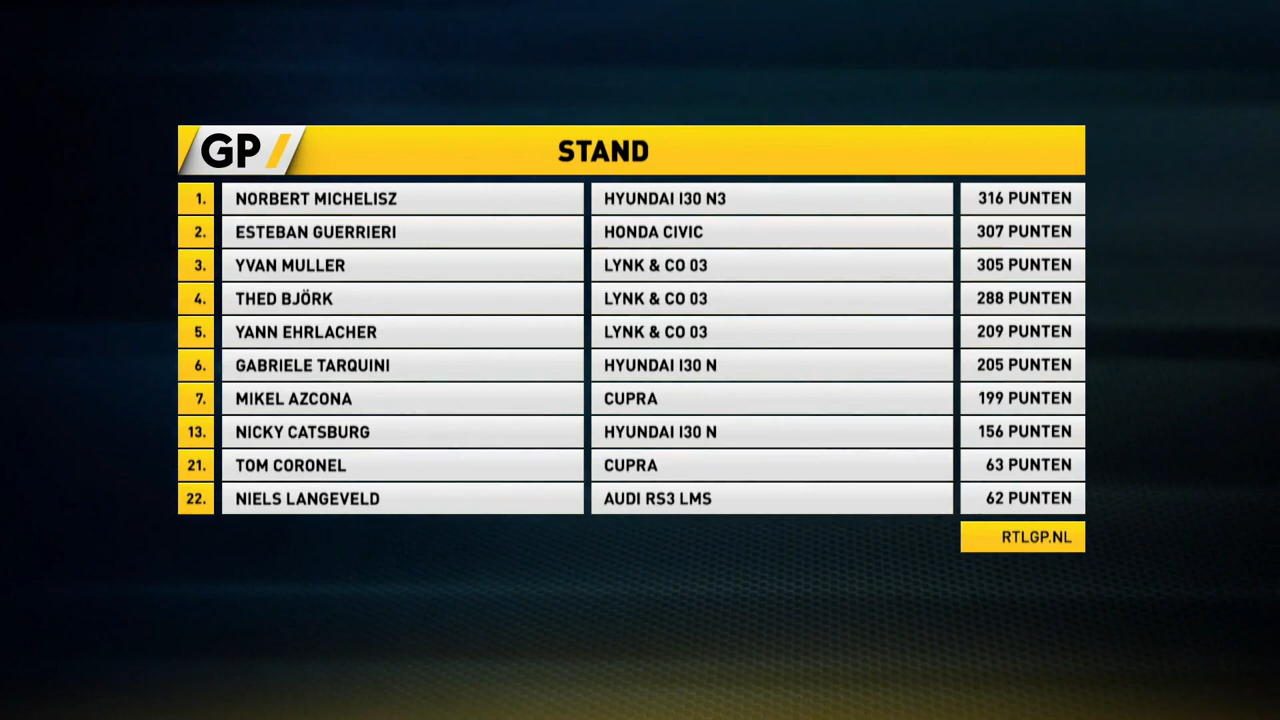 GP STAND
1. NORBERT MICHELISZ HYUNDAI I30 N3 316 PUNTEN
2. ESTEBAN GUERRIERI HONDA CIVIC 307 PUNTEN
3. YVAN MULLER LYNK & CO 03 305 PUNTEN
4. THED BJÖRK LYNK & CO 03 288 PUNTEN
5. YANN EHRLACHER LYNK & CO 03 209 PUNTEN
6. GABRIELE TARQUINI HYUNDAI I30 N 205 PUNTEN
7. MIKEL AZCONA CUPRA 199 PUNTEN
13. NICKY CATSBURG HYUNDAI I30 N 156 PUNTEN
21. TOM CORONEL CUPRA 63 PUNTEN
22. NIELS LANGEVELD AUDI RS3 LMS 62 PUNTEN
RTLGP.NL